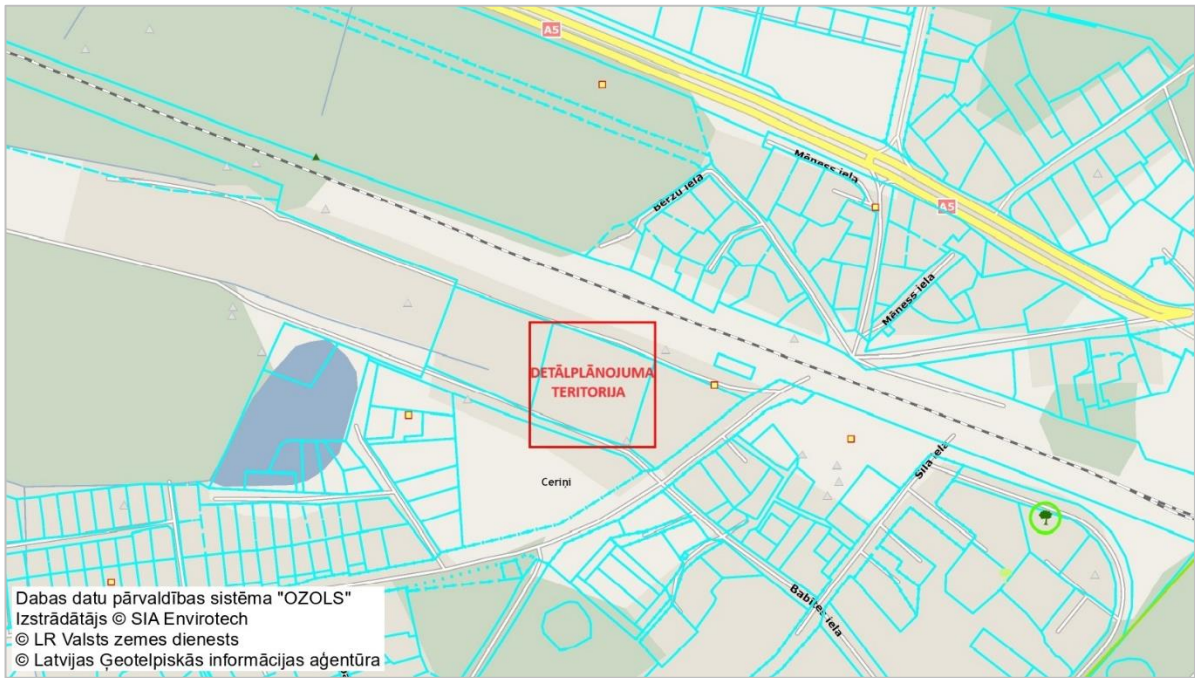 A5
Mēness iela
Bērzu iela
A5
Mēness iela
DETĀLPLĀNOJUMA
TERITORIJA
Sila iela
Ceriņi
Babītes iela
Dabas datu pārvaldības sistēma "OZOLS"
Izstrādātājs © SIA Envirotech
© LR Valsts zemes dienests
© Latvijas Ģeotelpiskās informācijas aģentūra